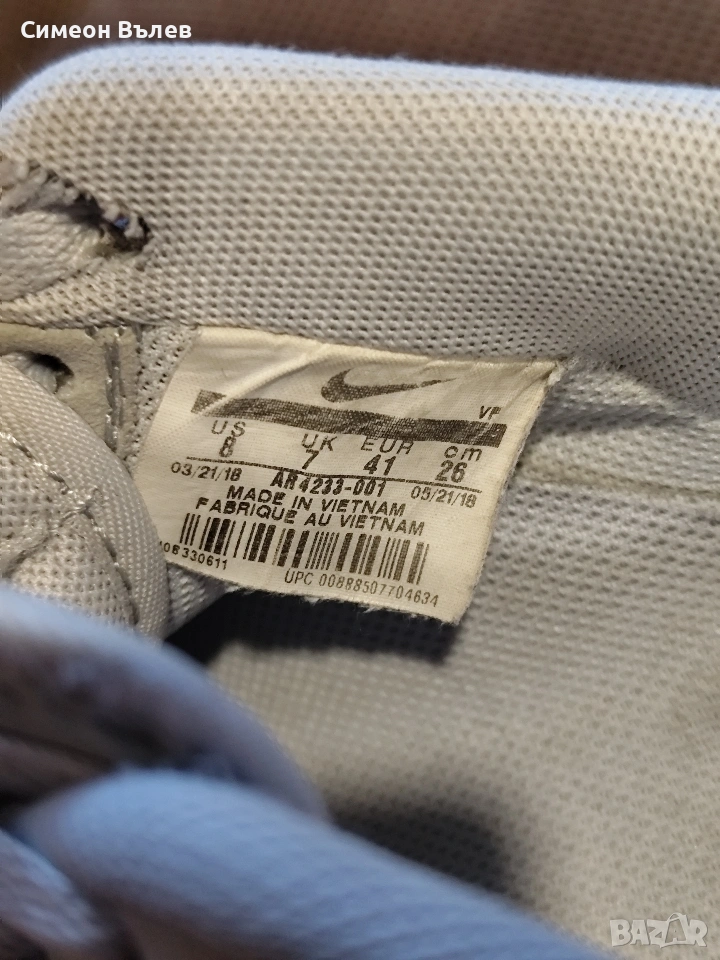 Симеон Вълев
VF
US UK EUR cm
8 7 41 26
03/21/18 AR4233-001 05/21/18
MADE IN VIETNAM
FABRIQUE AU VIETNAM
UPC 00888507704634
BAZAR